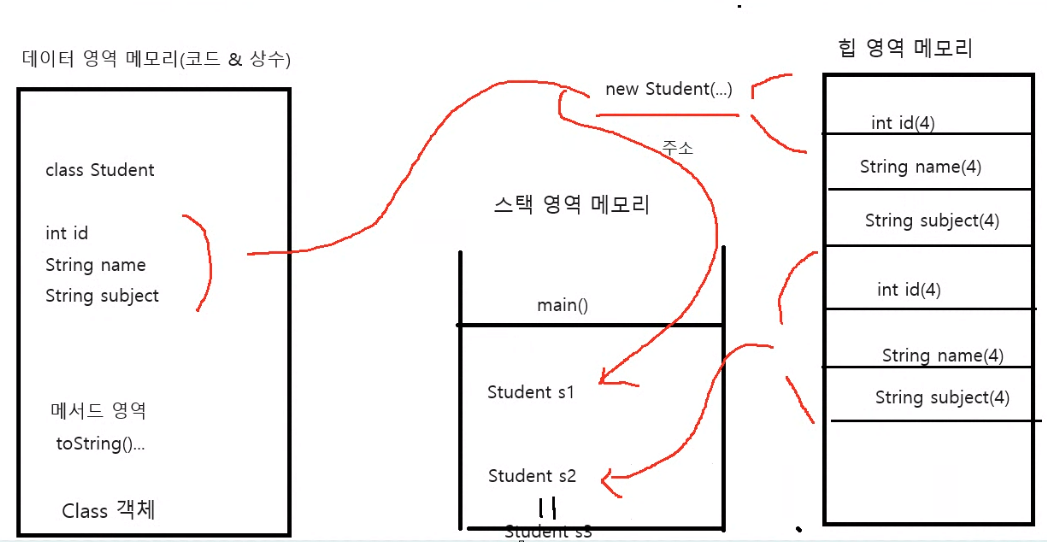 데이터 영역 메모리(코드 & 상수)
class Student
int id
String name
String subject
메서드 영역
toString()...
Class 객체
new Student(...)
주소
스택 영역 메모리
main()
Student s1
Student s2
Student s3
힙 영역 메모리
int id(4)
String name(4)
String subject(4)
int id(4)
String name(4)
String subject(4)